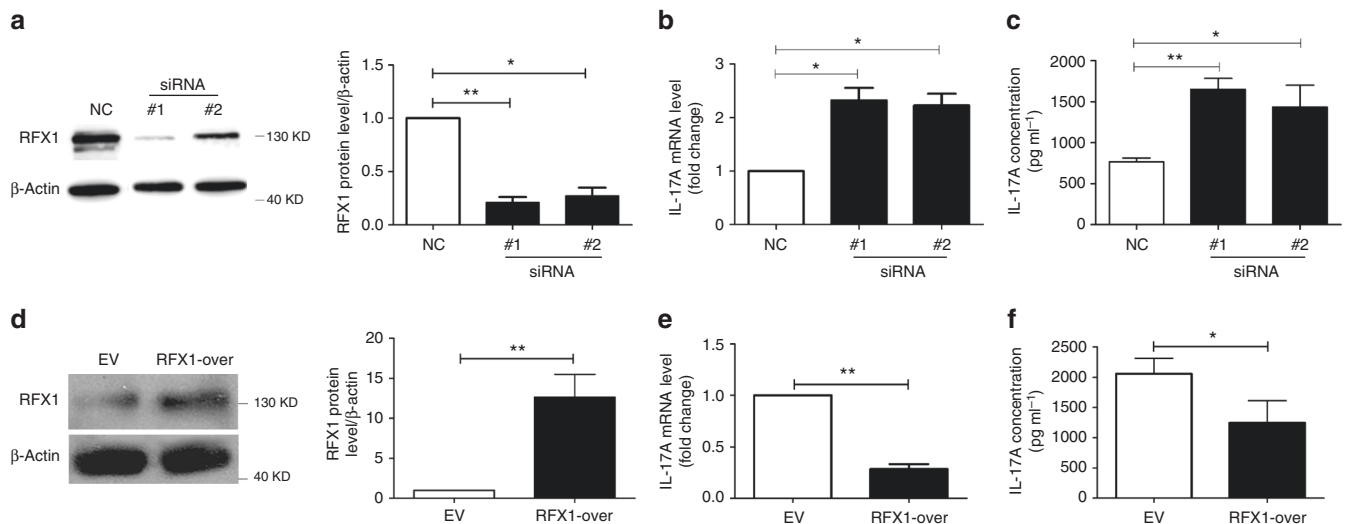 a
siRNA
NC #1 #2
RFX1
130 KD
β-Actin
40 KD
RFX1 protein level/β-actin
1.5
1.0
0.5
0.0
**
*
NC #1 #2
siRNA
b
IL-17A mRNA level
(fold change)
3
2
1
0
*
*
NC #1 #2
siRNA
c
IL-17A concentration
(pg ml⁻¹)
2000
1500
1000
500
0
*
**
NC #1 #2
siRNA
d
EV RFX1-over
RFX1
130 KD
β-Actin
40 KD
RFX1 protein
level/β-actin
20
15
10
5
0
**
EV RFX1-over
e
IL-17A mRNA level
(fold change)
1.5
1.0
0.5
0.0
**
EV RFX1-over
f
IL-17A concentration
(pg ml⁻¹)
2500
2000
1500
1000
500
0
*
EV RFX1-over